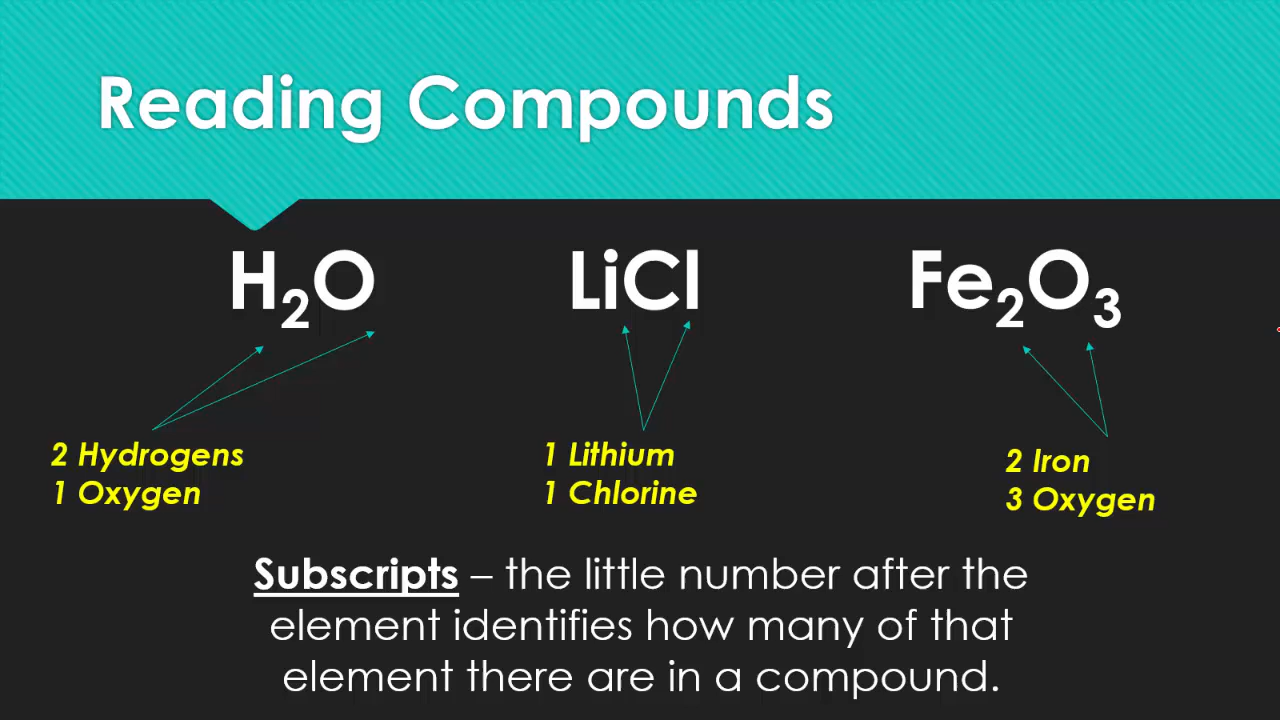 Reading Compounds
H₂O LiCl Fe₂O₃
2 Hydrogens
1 Oxygen
1 Lithium
1 Chlorine
2 Iron
3 Oxygen
Subscripts – the little number after the
element identifies how many of that
element there are in a compound.